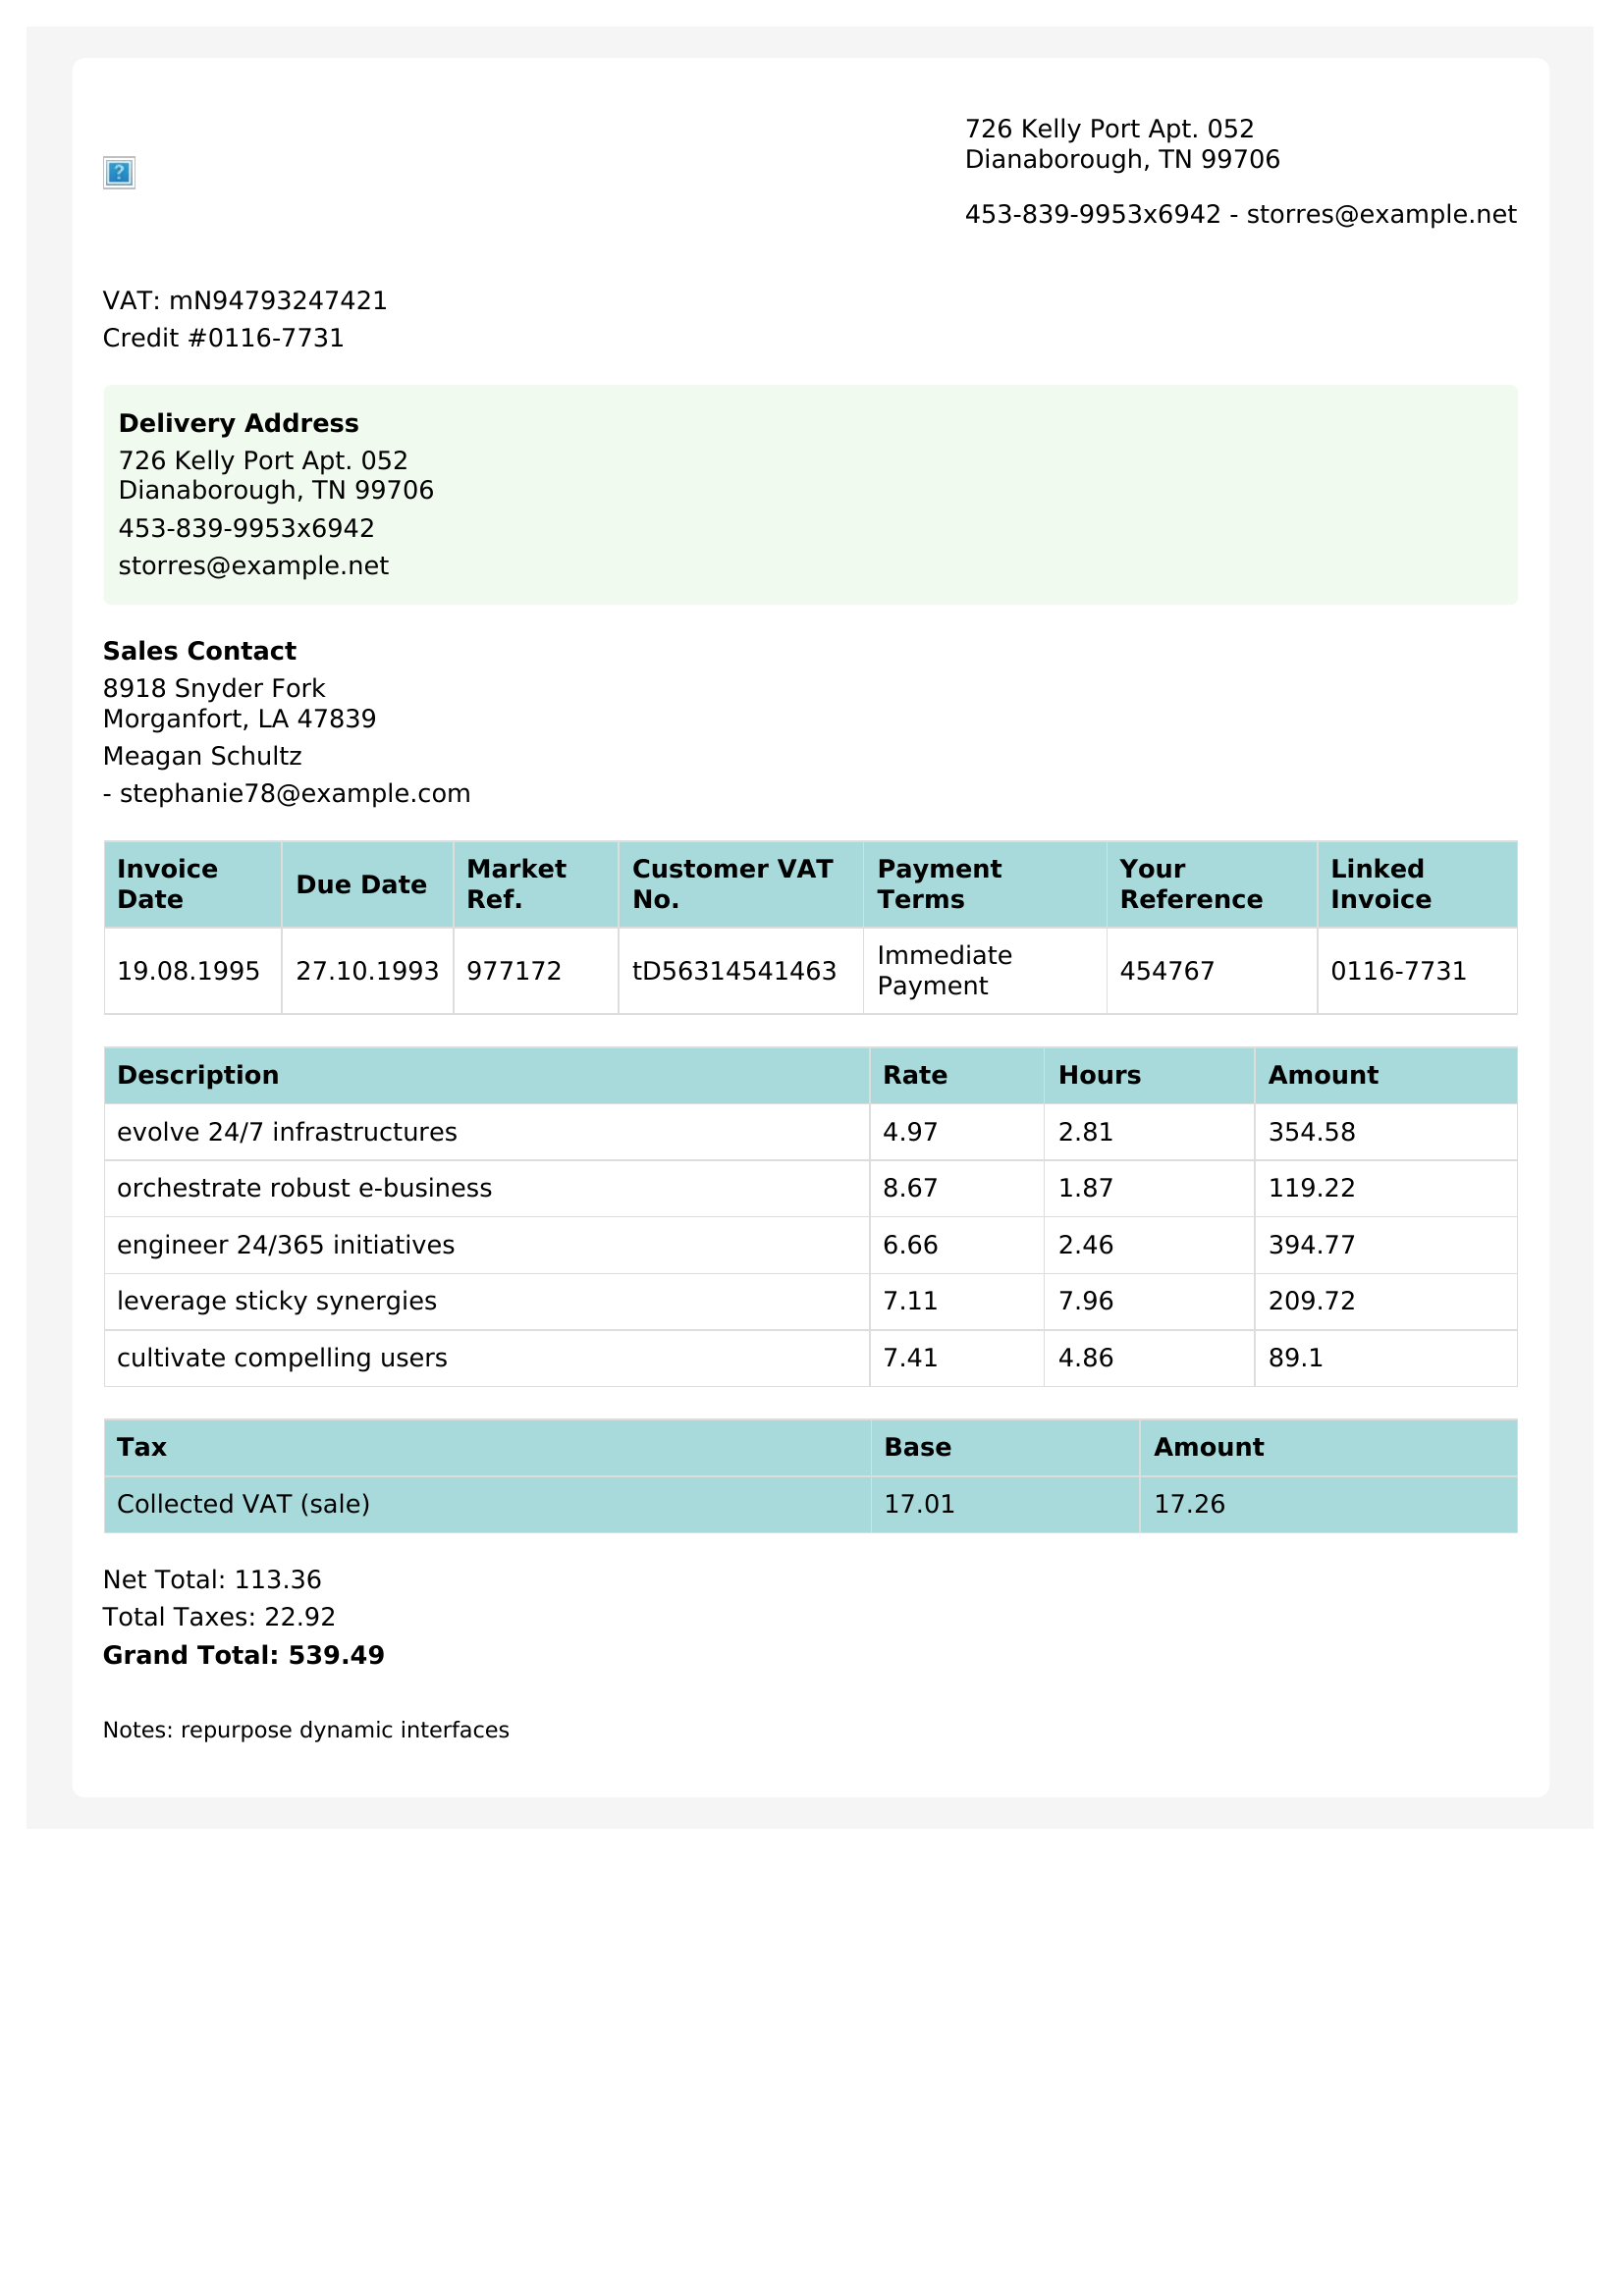 726 Kelly Port Apt. 052
Dianaborough, TN 99706
453-839-9953x6942 - storres@example.net
VAT: mN94793247421
Credit #0116-7731
Delivery Address
726 Kelly Port Apt. 052
Dianaborough, TN 99706
453-839-9953x6942
storres@example.net
Sales Contact
8918 Snyder Fork
Morganfort, LA 47839
Meagan Schultz
- stephanie78@example.com
Invoice Date Due Date Market Ref. Customer VAT No. Payment Terms Your Reference Linked Invoice
19.08.1995 27.10.1993 977172 tD56314541463 Immediate Payment 454767 0116-7731
Description Rate Hours Amount
evolve 24/7 infrastructures 4.97 2.81 354.58
orchestrate robust e-business 8.67 1.87 119.22
engineer 24/365 initiatives 6.66 2.46 394.77
leverage sticky synergies 7.11 7.96 209.72
cultivate compelling users 7.41 4.86 89.1
Tax Base Amount
Collected VAT (sale) 17.01 17.26
Net Total: 113.36
Total Taxes: 22.92
Grand Total: 539.49
Notes: repurpose dynamic interfaces